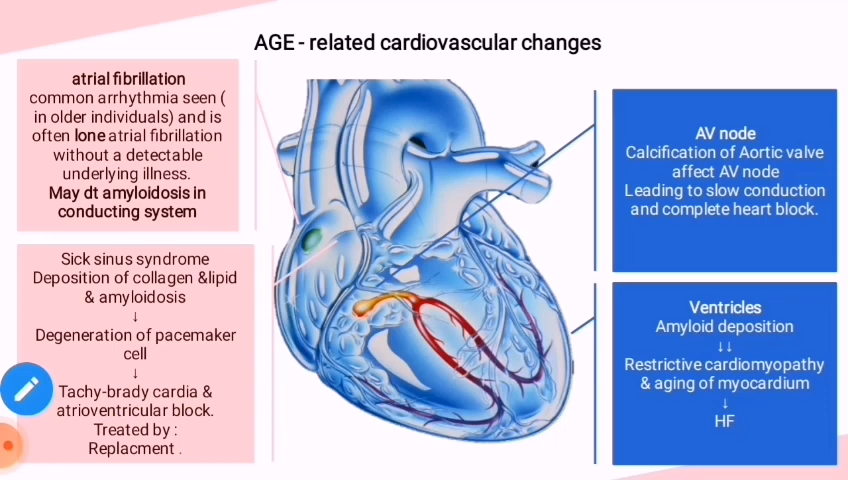 AGE - related cardiovascular changes
atrial fibrillation
common arrhythmia seen (
in older individuals) and is
often lone atrial fibrillation
without a detectable
underlying illness.
May dt amyloidosis in
conducting system
Sick sinus syndrome
Deposition of collagen &lipid
& amyloidosis
↓
Degeneration of pacemaker
cell
↓
Tachy-brady cardia &
atrioventricular block.
Treated by :
Replacment .
AV node
Calcification of Aortic valve
affect AV node
Leading to slow conduction
and complete heart block.
Ventricles
Amyloid deposition
↓↓
Restrictive cardiomyopathy
& aging of myocardium
↓
HF